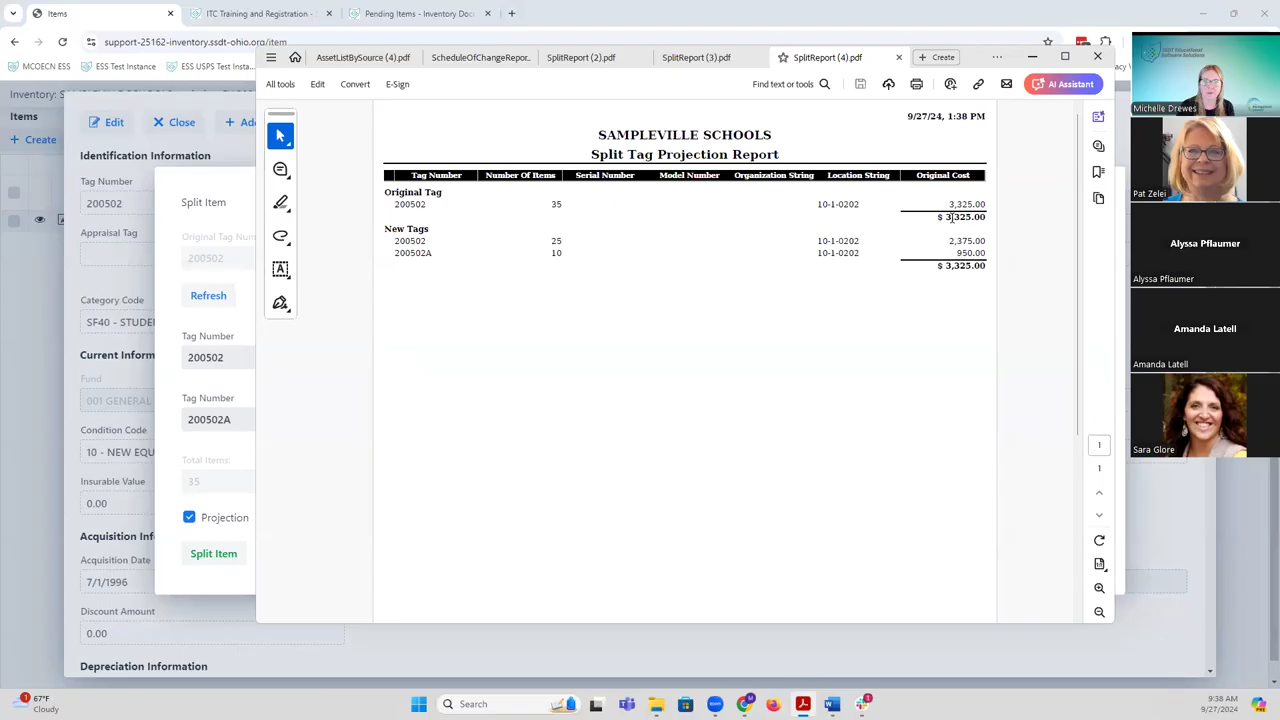 Items
ITC Training and Registration -
Pending Items - Inventory Doc
support-25162-inventory.ssdt-ohio.org/#/items
MCOECN ESS
ESS Test Instance
ESS USPS Test Instance
Inventory:
Items
Create
Edit
Close
Identification Information
Tag Number
200502
Appraisal Tag
Category Code
Current Inform
Fund
001 GENERAL
Condition Code
10 - NEW EQU
Insurable Value
0.00
Acquisition Info
Acquisition Date
7/1/1996
Discount Amount
0.00
Depreciation Information
Split Item
Original Tag Num
200502
Refresh
Tag Number
200502
Tag Number
200502A
Total Items:
35
Projection
Split Item
AssetListBySource (4).pdf
SplitReport (2).pdf
SplitReport (3).pdf
SplitReport (4).pdf
Create
All tools
Edit
Convert
E-Sign
Find text or tools
AI Assistant
9/27/24, 1:38 PM
SAMPLEVILLE SCHOOLS
Split Tag Projection Report
Tag Number Number Of Items Serial Number Model Number Organization String Location String Original Cost
Original Tag
200502 35 10-1-0202 3,325.00
$ 3,325.00
New Tags
200502 25 10-1-0202 2,375.00
200502A 10 10-1-0202 950.00
$ 3,325.00
1
1
Michelle Drewes
Pat Zelei
Alyssa Pflaumer
Alyssa Pflaumer
Amanda Latell
Amanda Latell
Sara Glore
67°F
Cloudy
Search
9:38 AM
9/27/2024